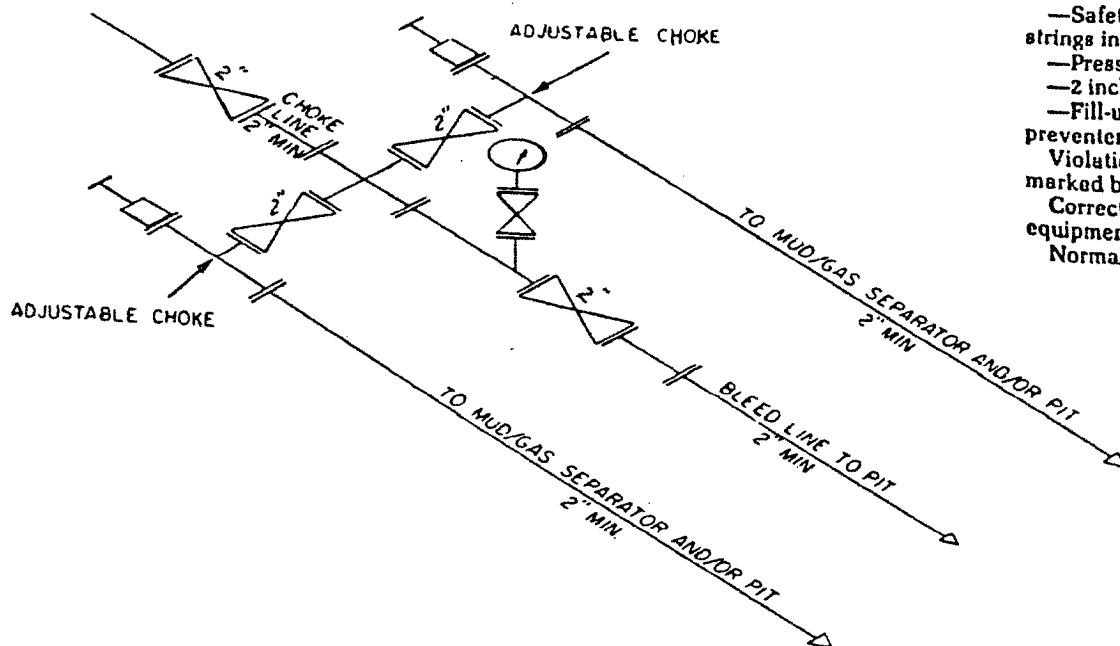 ADJUSTABLE CHOKE
2"
CHOKE
LINE
2" MIN
2"
2"
ADJUSTABLE CHOKE
2"
TO MUD/GAS SEPARATOR AND/OR PIT
2" MIN
BLEED LINE TO PIT
2" MIN
TO MUD/GAS SEPARATOR AND/OR PIT
2" MIN.
—Safet
strings in
—Press
—2 incl
—Fill-u
preventer
Violatio
marked b
Correct
equipmen
Norma